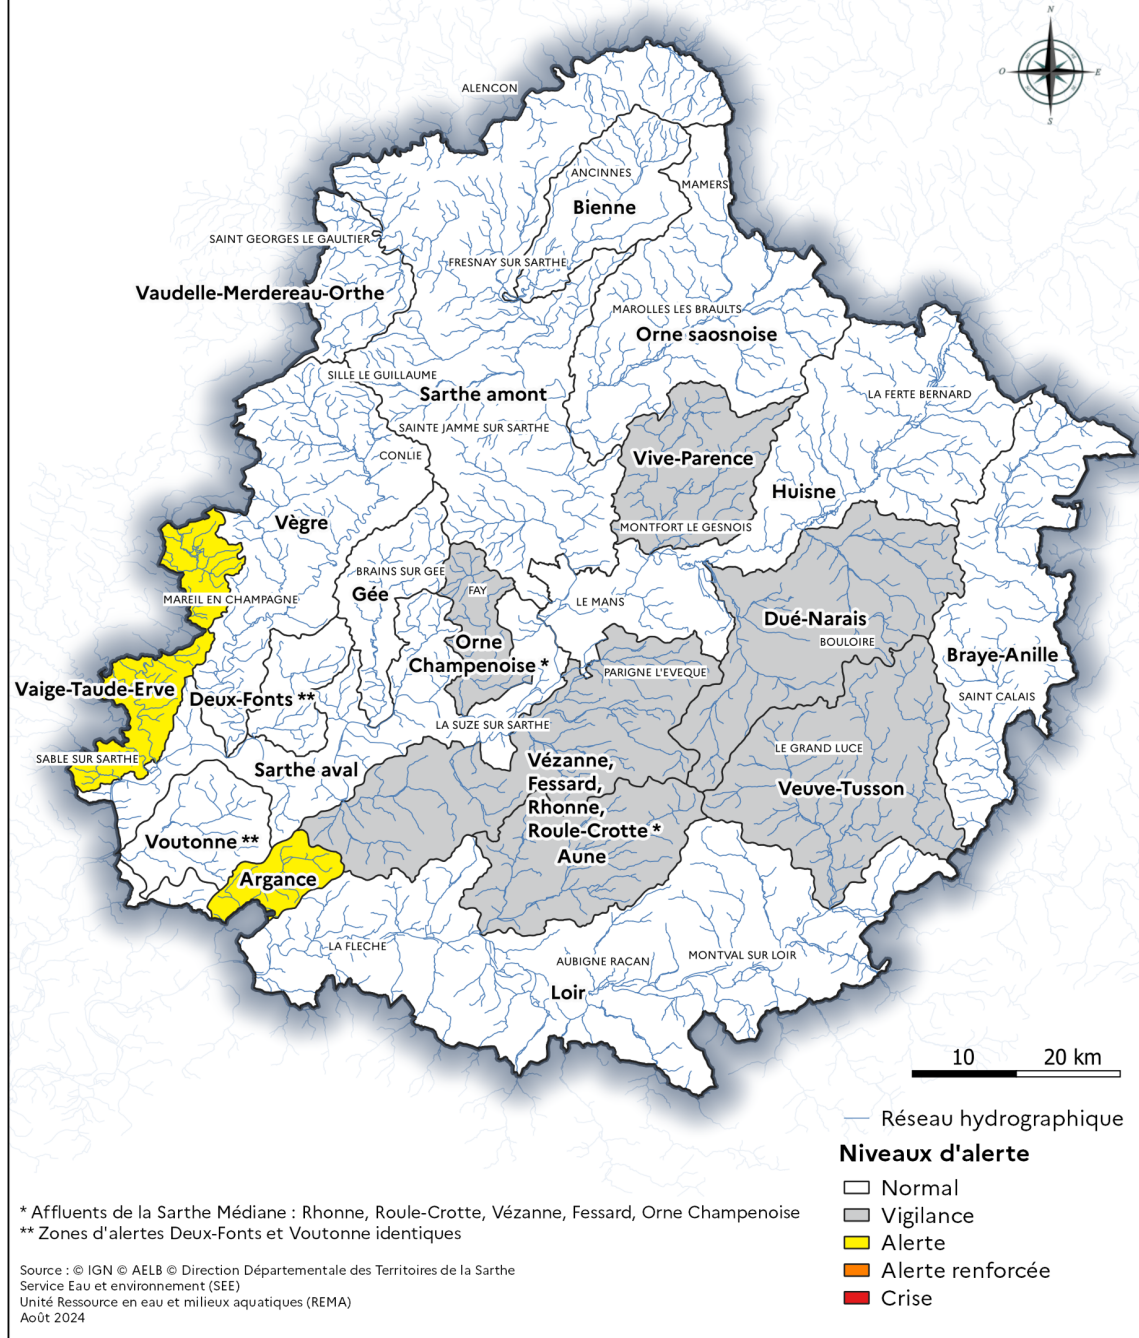 N
O
E
S
ALENCON
ANCINNES
MAMERS
Bienne
SAINT GEORGES LE GAULTIER
FRESNAY SUR SARTHE
Vaudelle-Merdereau-Orthe
MAROLLES LES BRAULTS
Orne saosnoise
SILLE LE GUILLAUME
Sarthe amont
LA FERTE BERNARD
SAINTE JAMME SUR SARTHE
CONLIE
Vive-Parence
Huisne
Vègre
MONTFORT LE GESNOIS
BRAINS SUR GEE
Gée
FAY
MAREIL EN CHAMPAGNE
LE MANS
Dué-Narais
Orne
Champenoise *
BOULOIRE
Braye-Anille
PARIGNE L'EVEQUE
Vaige-Taude-Erve
Deux-Fonts **
SAINT CALAIS
LA SUZE SUR SARTHE
LE GRAND LUCE
SABLE SUR SARTHE
Sarthe aval
Vézanne,
Fessard,
Rhonne,
Roule-Crotte *
Veuve-Tusson
Voutonne **
Aune
Argance
LA FLECHE
AUBIGNE RACAN
MONTVAL SUR LOIR
Loir
10 20 km
Réseau hydrographique
Niveaux d'alerte
Normal
Vigilance
Alerte
Alerte renforcée
Crise
* Affluents de la Sarthe Médiane : Rhonne, Roule-Crotte, Vézanne, Fessard, Orne Champenoise
** Zones d'alertes Deux-Fonts et Voutonne identiques
Source : © IGN © AELB © Direction Départementale des Territoires de la Sarthe
Service Eau et environnement (SEE)
Unité Ressource en eau et milieux aquatiques (REMA)
Août 2024